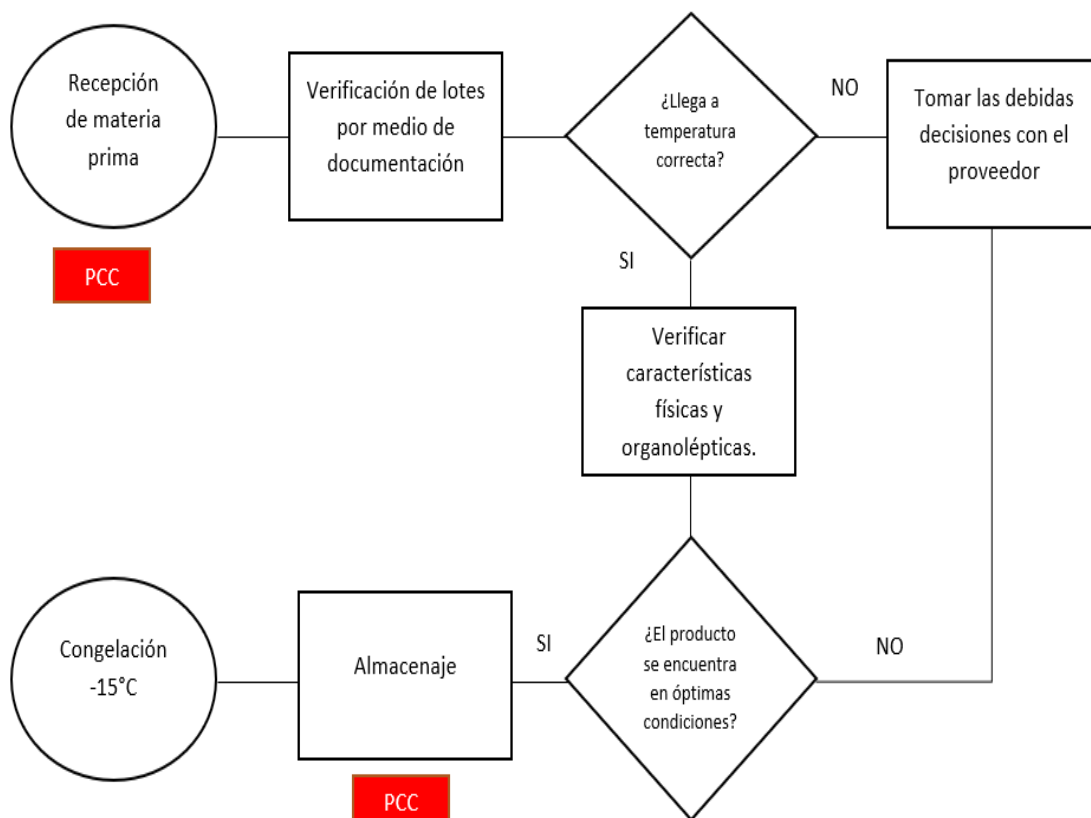 Recepción
de materia
prima
PCC
Verificación de lotes
por medio de
documentación
¿Llega a
temperatura
correcta?
NO
Tomar las debidas
decisiones con el
proveedor
SI
Verificar
características
físicas y
organolépticas.
¿El producto
se encuentra
en óptimas
condiciones?
NO
SI
Almacenaje
PCC
Congelación
-15°C